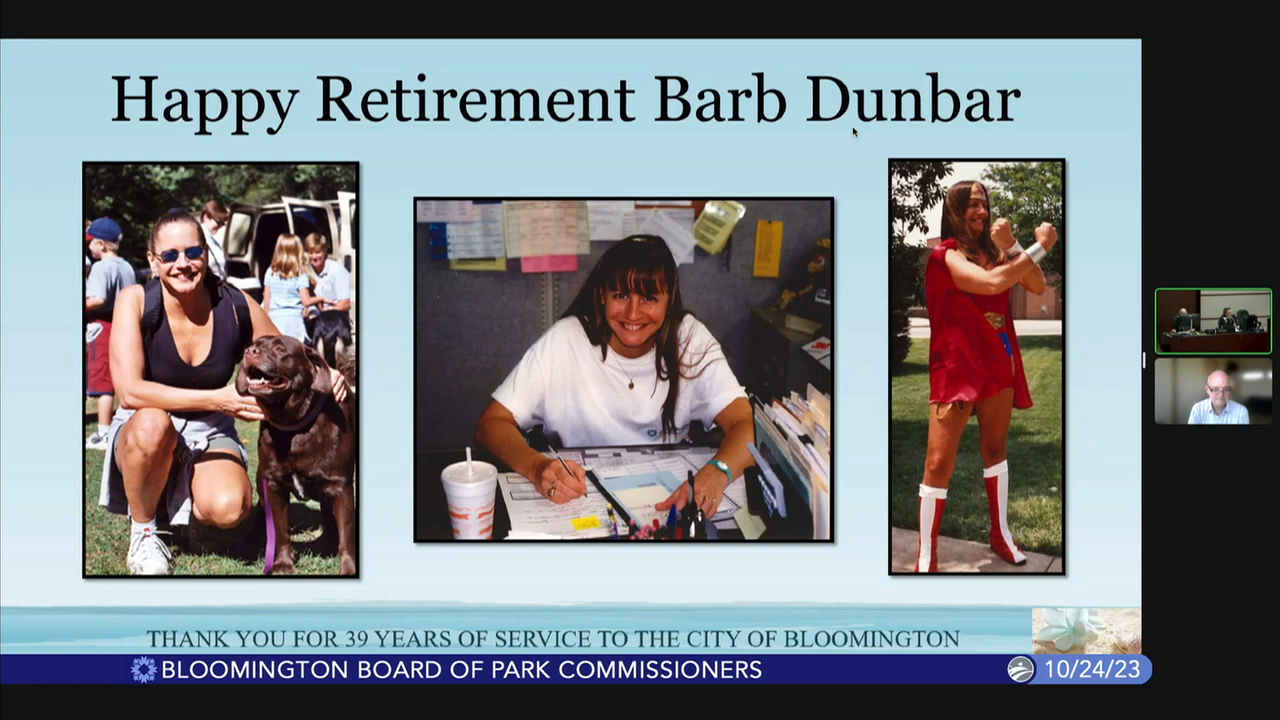 Happy Retirement Barb Dunbar
THANK YOU FOR 39 YEARS OF SERVICE TO THE CITY OF BLOOMINGTON
BLOOMINGTON BOARD OF PARK COMMISSIONERS
10/24/23